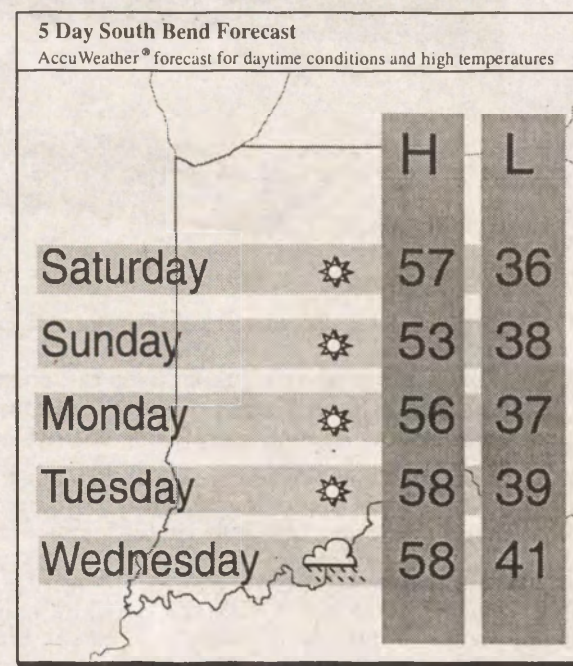 5 Day South Bend Forecast
AccuWeather® forecast for daytime conditions and high temperatures
H L
Saturday 57 36
Sunday 53 38
Monday 56 37
Tuesday 58 39
Wednesday 58 41